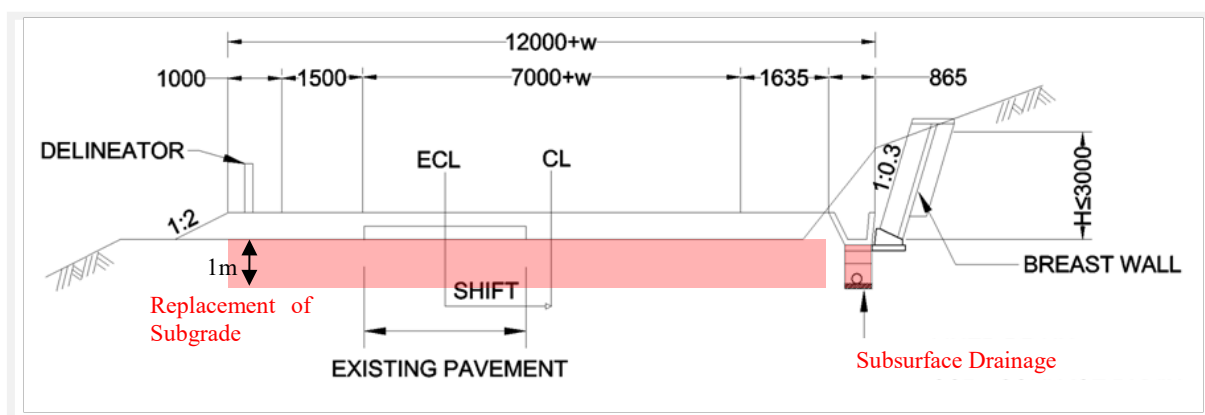 12000+w
1000
1500
7000+w
1635
865
DELINEATOR
ECL
CL
1:0.3
H≤3000
1:2
1m
BREAST WALL
SHIFT
Replacement of
Subgrade
EXISTING PAVEMENT
Subsurface Drainage